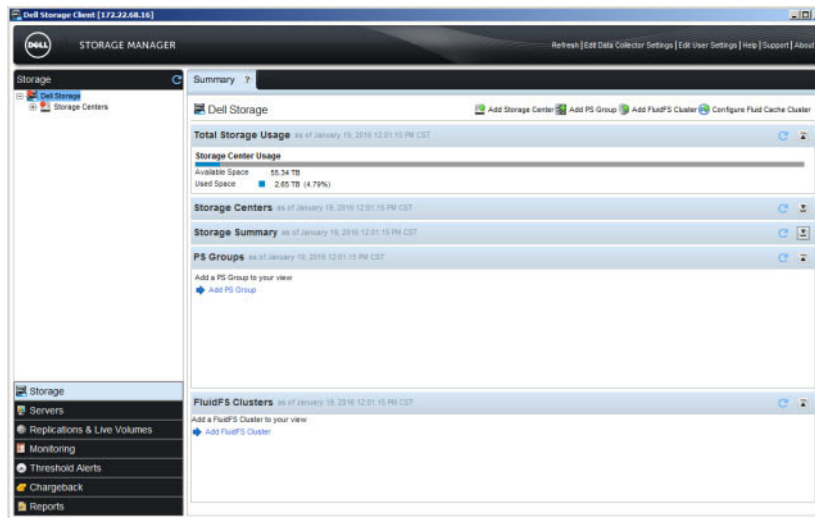 Dell Storage Client [172.22.68.16]
DELL
STORAGE MANAGER
Refresh | Edit Data Collector Settings | Edit User Settings | Help | Support | About
Storage
Summary ?
Dell Storage
Storage Centers
Dell Storage
Add Storage Center Add PS Group Add FluidFS Cluster Configure Fluid Cache Cluster
Total Storage Usage as of January 19, 2016 12:01:15 PM CST
Storage Center Usage
Available Space 55.34 TB
Used Space 2.65 TB (4.79%)
Storage Centers as of January 19, 2016 12:01:15 PM CST
Storage Summary as of January 19, 2016 12:01:15 PM CST
PS Groups as of January 19, 2016 12:01:15 PM CST
Add a PS Group to your view
Add PS Group
FluidFS Clusters as of January 19, 2016 12:01:15 PM CST
Add a FluidFS Cluster to your view
Add FluidFS Cluster
Storage
Servers
Replications & Live Volumes
Monitoring
Threshold Alerts
Chargeback
Reports